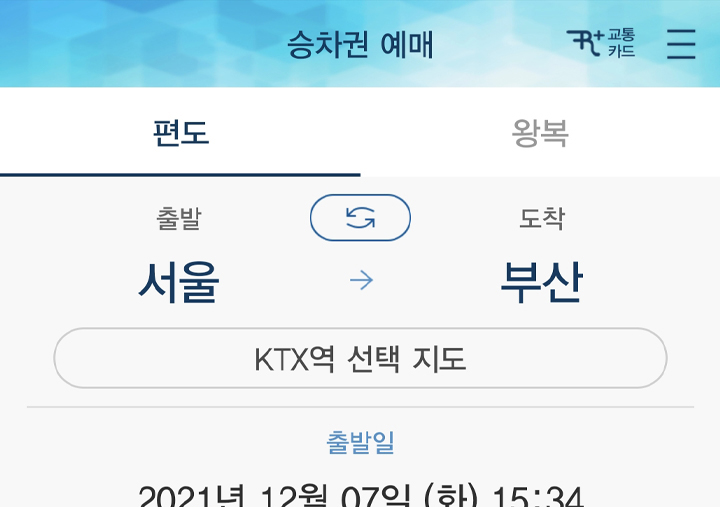 승차권 예매
R+ 교통
카드
편도 왕복
출발 도착
서울 → 부산
KTX역 선택 지도
출발일
2021년 12월 07일 (화) 15:34